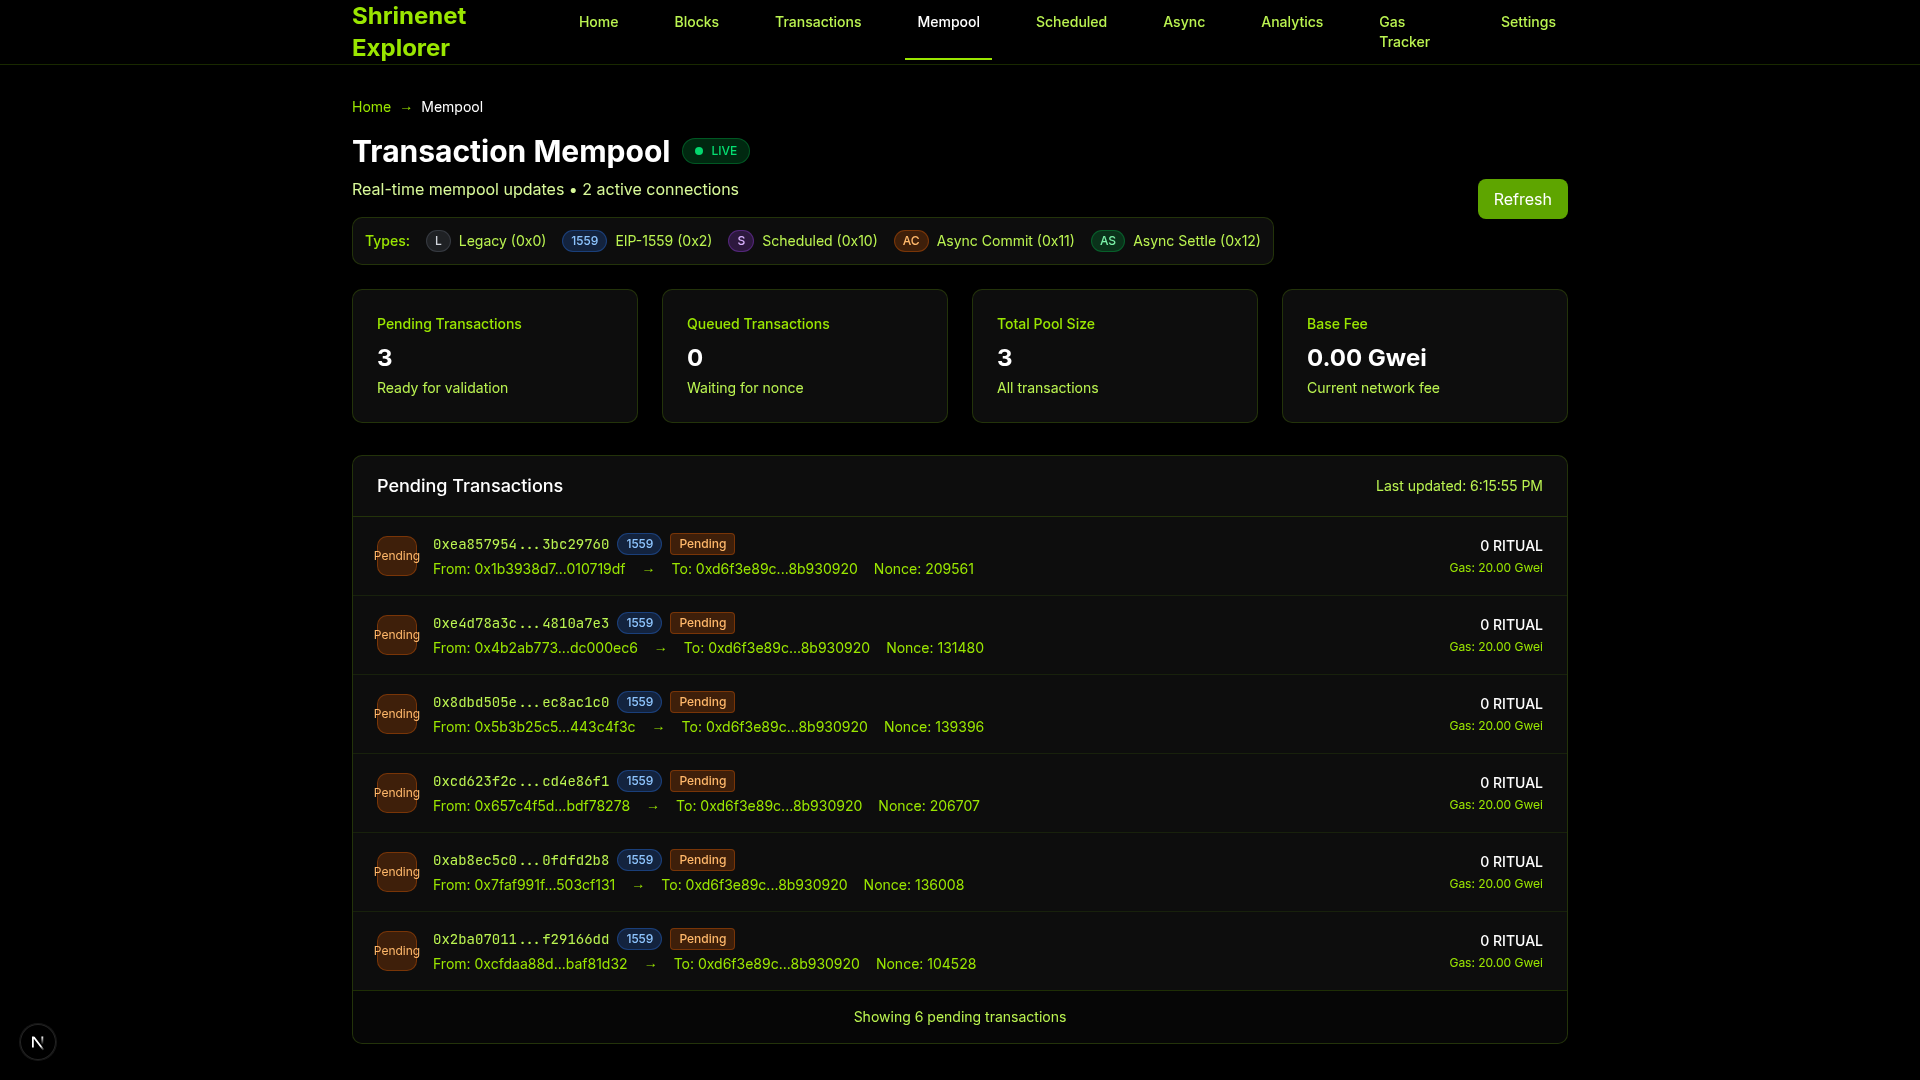 Shrinenet Explorer
Home Blocks Transactions Mempool Scheduled Async Analytics Gas Tracker Settings
Home → Mempool
Transaction Mempool LIVE
Real-time mempool updates • 2 active connections
Refresh
Types: L Legacy (0x0) 1559 EIP-1559 (0x2) S Scheduled (0x10) AC Async Commit (0x11) AS Async Settle (0x12)
Pending Transactions
3
Ready for validation
Queued Transactions
0
Waiting for nonce
Total Pool Size
3
All transactions
Base Fee
0.00 Gwei
Current network fee
Pending Transactions
Last updated: 6:15:55 PM
Pending
0xea857954...3bc29760 1559 Pending
From: 0x1b3938d7...010719df → To: 0xd6f3e89c...8b930920 Nonce: 209561
0 RITUAL
Gas: 20.00 Gwei
Pending
0xe4d78a3c...4810a7e3 1559 Pending
From: 0x4b2ab773...dc000ec6 → To: 0xd6f3e89c...8b930920 Nonce: 131480
0 RITUAL
Gas: 20.00 Gwei
Pending
0x8dbd505e...ec8ac1c0 1559 Pending
From: 0x5b3b25c5...443c4f3c → To: 0xd6f3e89c...8b930920 Nonce: 139396
0 RITUAL
Gas: 20.00 Gwei
Pending
0xcd623f2c...cd4e86f1 1559 Pending
From: 0x657c4f5d...bdf78278 → To: 0xd6f3e89c...8b930920 Nonce: 206707
0 RITUAL
Gas: 20.00 Gwei
Pending
0xab8ec5c0...0fdfd2b8 1559 Pending
From: 0x7faf991f...503cf131 → To: 0xd6f3e89c...8b930920 Nonce: 136008
0 RITUAL
Gas: 20.00 Gwei
Pending
0x2ba07011...f29166dd 1559 Pending
From: 0xcfdaa88d...baf81d32 → To: 0xd6f3e89c...8b930920 Nonce: 104528
0 RITUAL
Gas: 20.00 Gwei
Showing 6 pending transactions
N